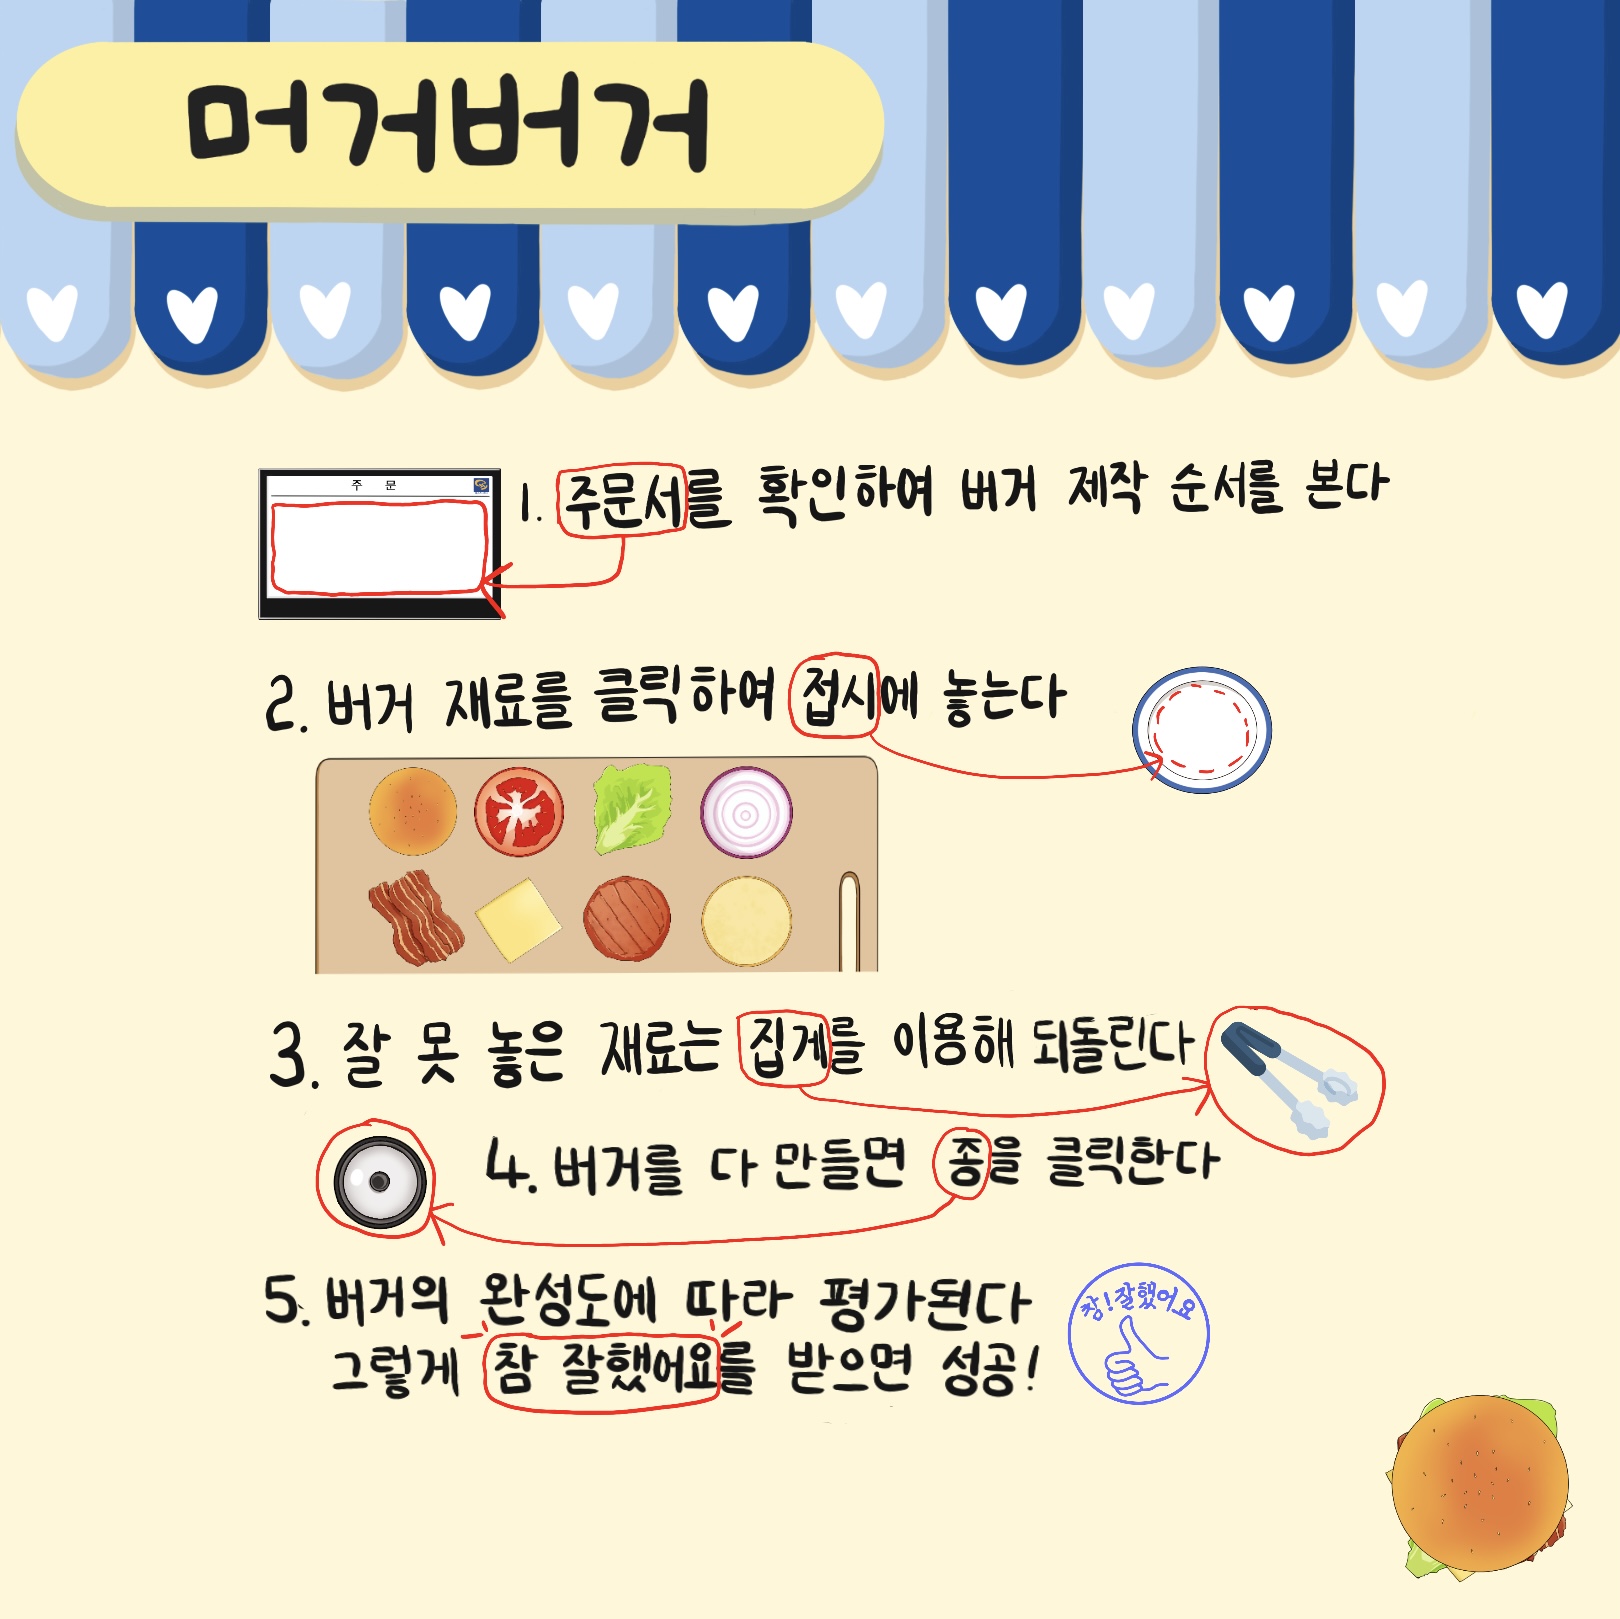 머거버거
주 문
1. 주문서를 확인하여 버거 제작 순서를 본다
2. 버거 재료를 클릭하여 접시에 놓는다
3. 잘 못 놓은 재료는 집게를 이용해 되돌린다
4. 버거를 다 만들면 종을 클릭한다
5. 버거의 완성도에 따라 평가된다
참!잘했어요
그렇게 참 잘했어요를 받으면 성공!